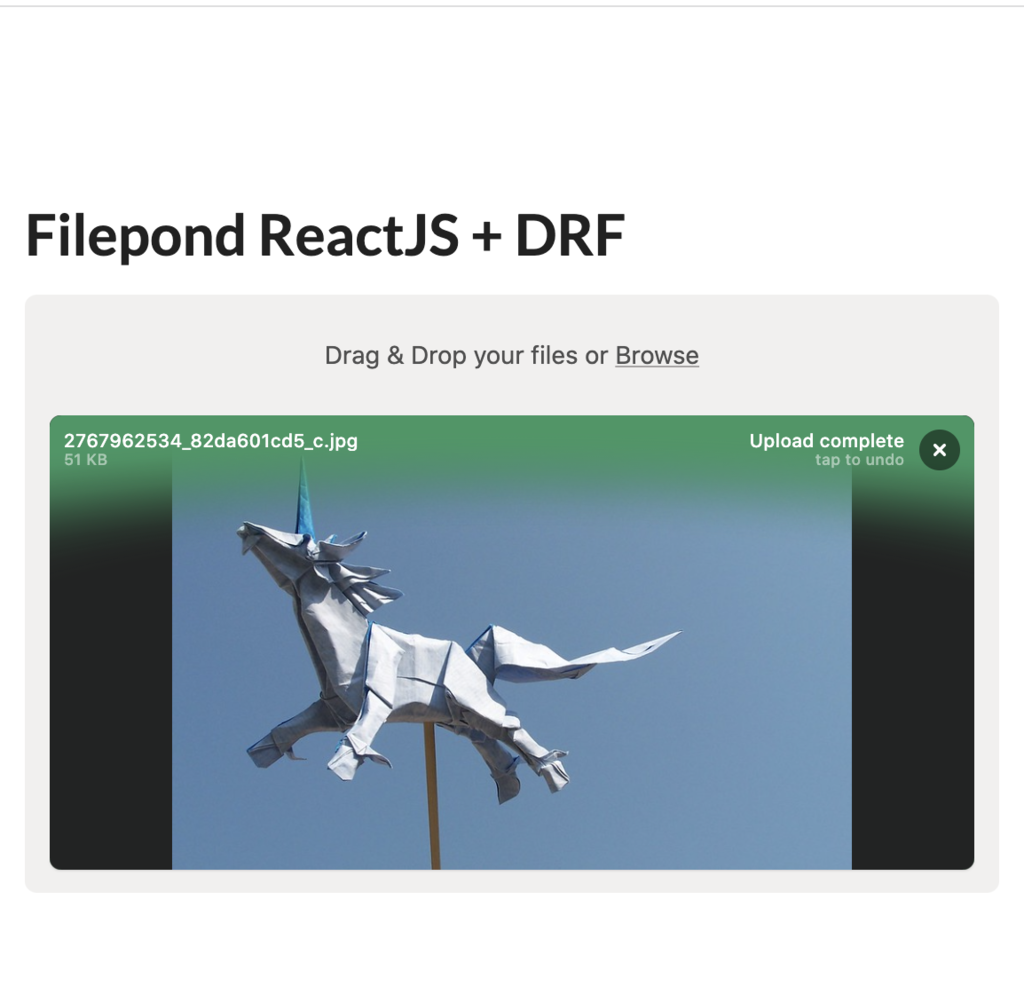 Filepond ReactJS + DRF
Drag & Drop your files or Browse
2767962534_82da601cd5_c.jpg
51 KB
Upload complete
tap to undo